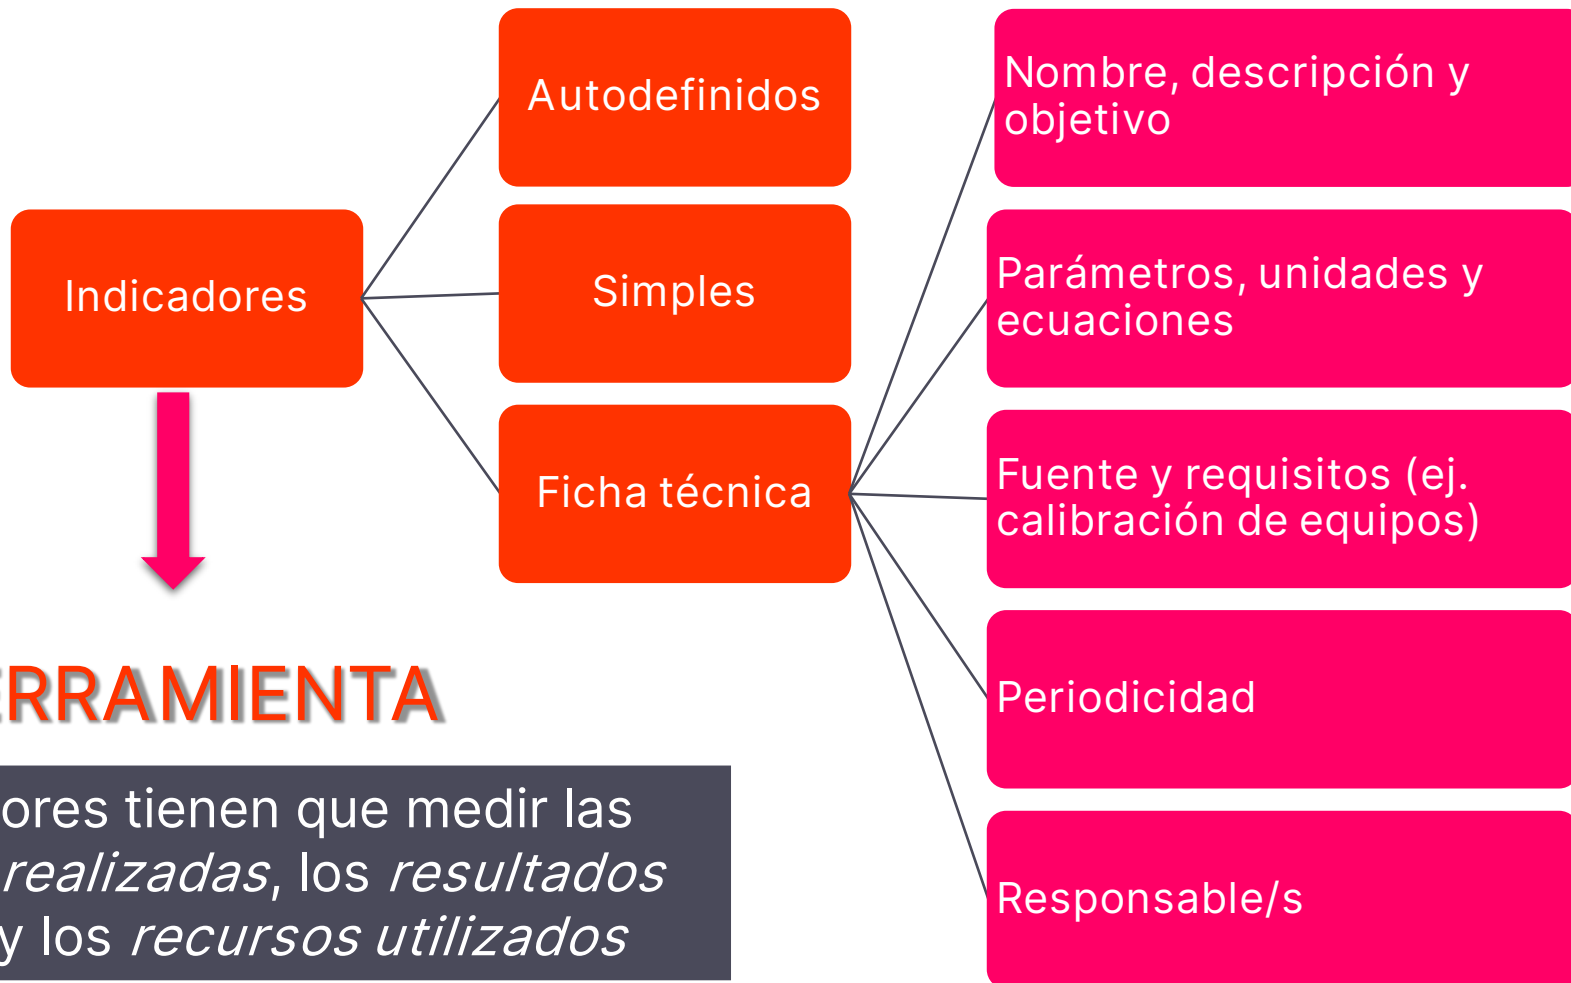 Indicadores
Autodefinidos
Simples
Ficha técnica
Nombre, descripción y
objetivo
Parámetros, unidades y
ecuaciones
Fuente y requisitos (ej.
calibración de equipos)
Periodicidad
Responsable/s
ERRAMIENTA
ores tienen que medir las
realizadas, los resultados
y los recursos utilizados